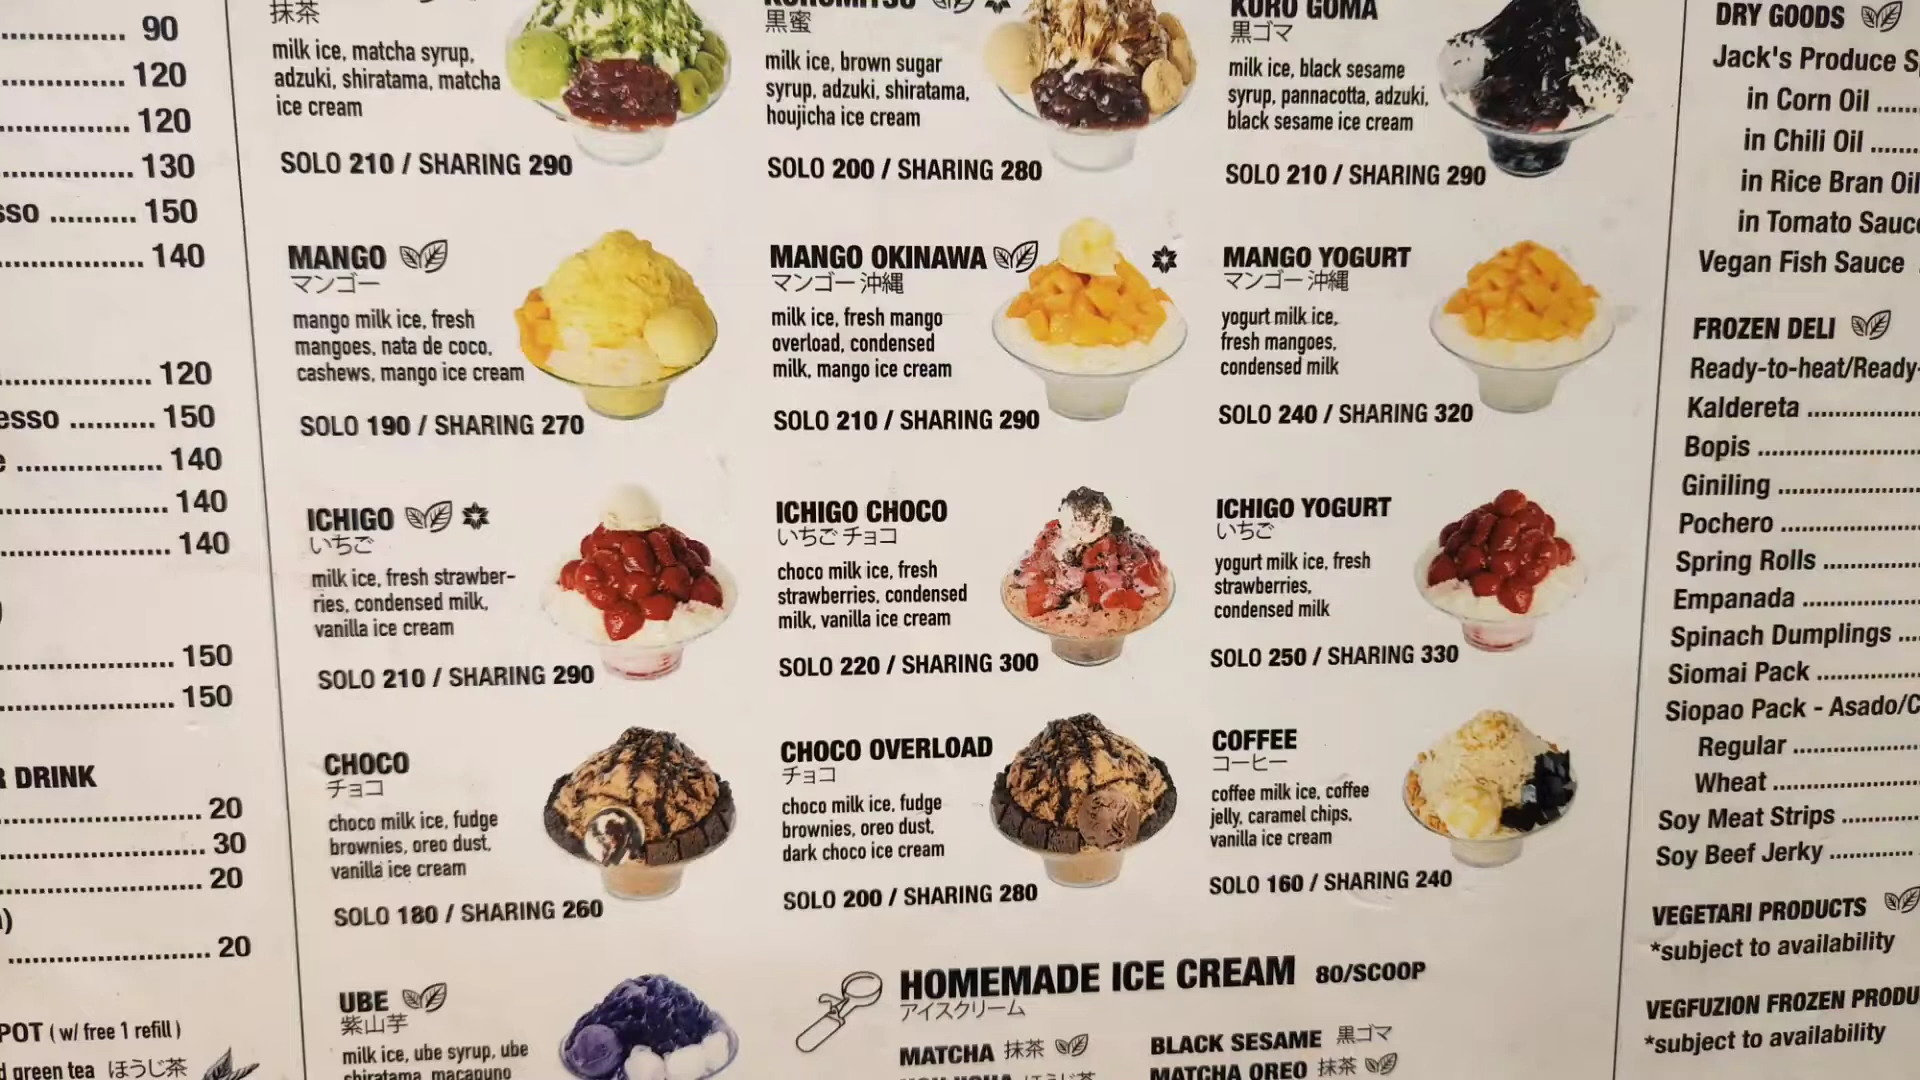 90
120
120
130
sso .......... 150
140
120
esso .......... 150
140
140
140
150
150
DRINK
20
30
20
20
POT ( w/ free 1 refill )
green tea ほうじ茶
抹茶
milk ice, matcha syrup,
adzuki, shiratama, matcha
ice cream
SOLO 210 / SHARING 290
黒蜜
milk ice, brown sugar
syrup, adzuki, shiratama,
houjicha ice cream
SOLO 200 / SHARING 280
KURO GOMA
黒ゴマ
milk ice, black sesame
syrup, pannacotta, adzuki,
black sesame ice cream
SOLO 210 / SHARING 290
MANGO
マンゴー
mango milk ice, fresh
mangoes, nata de coco,
cashews, mango ice cream
SOLO 190 / SHARING 270
MANGO OKINAWA
マンゴー 沖縄
milk ice, fresh mango
overload, condensed
milk, mango ice cream
SOLO 210 / SHARING 290
MANGO YOGURT
マンゴー 沖縄
yogurt milk ice,
fresh mangoes,
condensed milk
SOLO 240 / SHARING 320
ICHIGO
いちご
milk ice, fresh strawber-
ries, condensed milk,
vanilla ice cream
SOLO 210 / SHARING 290
ICHIGO CHOCO
いちご チョコ
choco milk ice, fresh
strawberries, condensed
milk, vanilla ice cream
SOLO 220 / SHARING 300
ICHIGO YOGURT
いちご
yogurt milk ice, fresh
strawberries,
condensed milk
SOLO 250 / SHARING 330
CHOCO
チョコ
choco milk ice, fudge
brownies, oreo dust,
vanilla ice cream
SOLO 180 / SHARING 260
CHOCO OVERLOAD
チョコ
choco milk ice, fudge
brownies, oreo dust,
dark choco ice cream
SOLO 200 / SHARING 280
COFFEE
コーヒー
coffee milk ice, coffee
jelly, caramel chips,
vanilla ice cream
SOLO 160 / SHARING 240
UBE
紫山芋
milk ice, ube syrup, ube
shiratama, macapuno
HOMEMADE ICE CREAM 80/SCOOP
アイスクリーム
MATCHA 抹茶
BLACK SESAME 黒ゴマ
MATCHA OREO 抹茶
DRY GOODS
Jack's Produce S
in Corn Oil
in Chili Oil
in Rice Bran Oil
in Tomato Sauce
Vegan Fish Sauce
FROZEN DELI
Ready-to-heat/Ready-
Kaldereta
Bopis
Giniling
Pochero
Spring Rolls
Empanada
Spinach Dumplings
Siomai Pack
Siopao Pack - Asado/C
Regular
Wheat
Soy Meat Strips
Soy Beef Jerky
VEGETARI PRODUCTS
*subject to availability
VEGFUZION FROZEN PRODU
*subject to availability